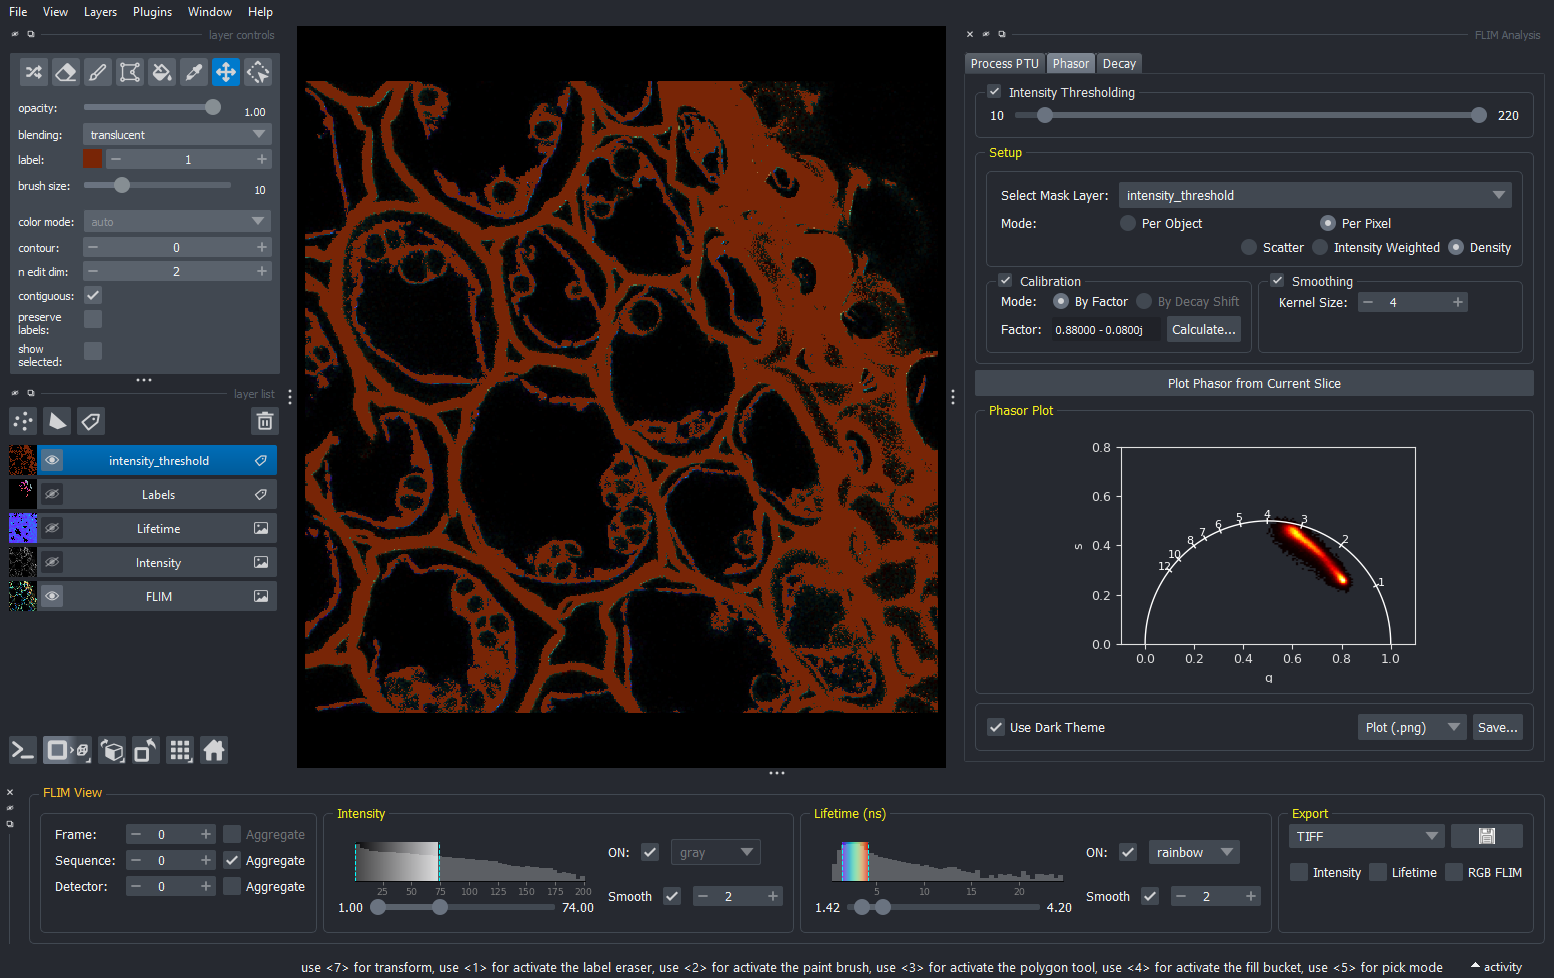 File View Layers Plugins Window Help
layer controls
opacity: 1.00
blending: translucent
label: 1
brush size: 10
color mode: auto
contour: 0
n edit dim: 2
contiguous:
preserve
labels:
show
selected:
layer list
intensity_threshold
Labels
Lifetime
Intensity
FLIM
FLIM Analysis
Process PTU Phasor Decay
Intensity Thresholding
10 220
Setup
Select Mask Layer: intensity_threshold
Mode: Per Object Per Pixel
Scatter Intensity Weighted Density
Calibration
Mode: By Factor By Decay Shift
Factor: 0.88000 - 0.0800j Calculate...
Smoothing
Kernel Size: 4
Plot Phasor from Current Slice
Phasor Plot
0.8
0.6
0.4
0.2
0.0
s
12 10 8 7 6 5 4 3 2 1
0.0 0.2 0.4 0.6 0.8 1.0
g
Use Dark Theme Plot (.png) Save...
FLIM View
Frame: 0 Aggregate
Sequence: 0 Aggregate
Detector: 0 Aggregate
Intensity
25 50 75 100 125 150 175 200
1.00 74.00
ON: gray
Smooth 2
Lifetime (ns)
5 10 15 20
1.42 4.20
ON: rainbow
Smooth 2
Export
TIFF
Intensity Lifetime RGB FLIM
use <7> for transform, use <1> for activate the label eraser, use <2> for activate the paint brush, use <3> for activate the polygon tool, use <4> for activate the fill bucket, use <5> for pick mode activity